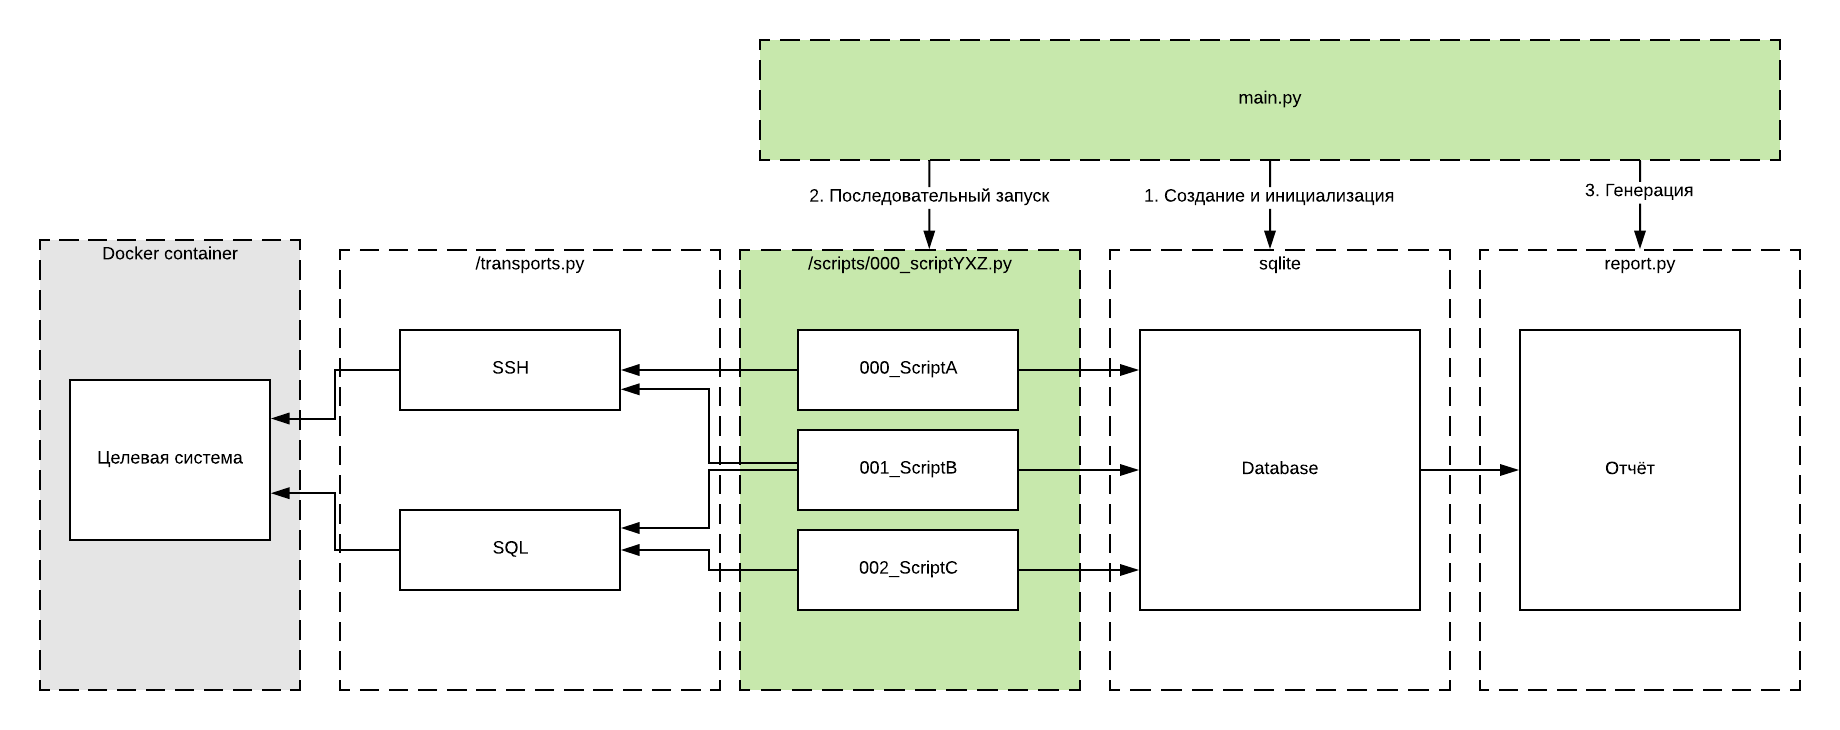 main.py
2. Последовательный запуск
1. Создание и инициализация
3. Генерация
Docker container
/transports.py
/scripts/000_scriptYXZ.py
sqlite
report.py
SSH
000_ScriptA
Целевая система
001_ScriptB
Database
Отчёт
SQL
002_ScriptC